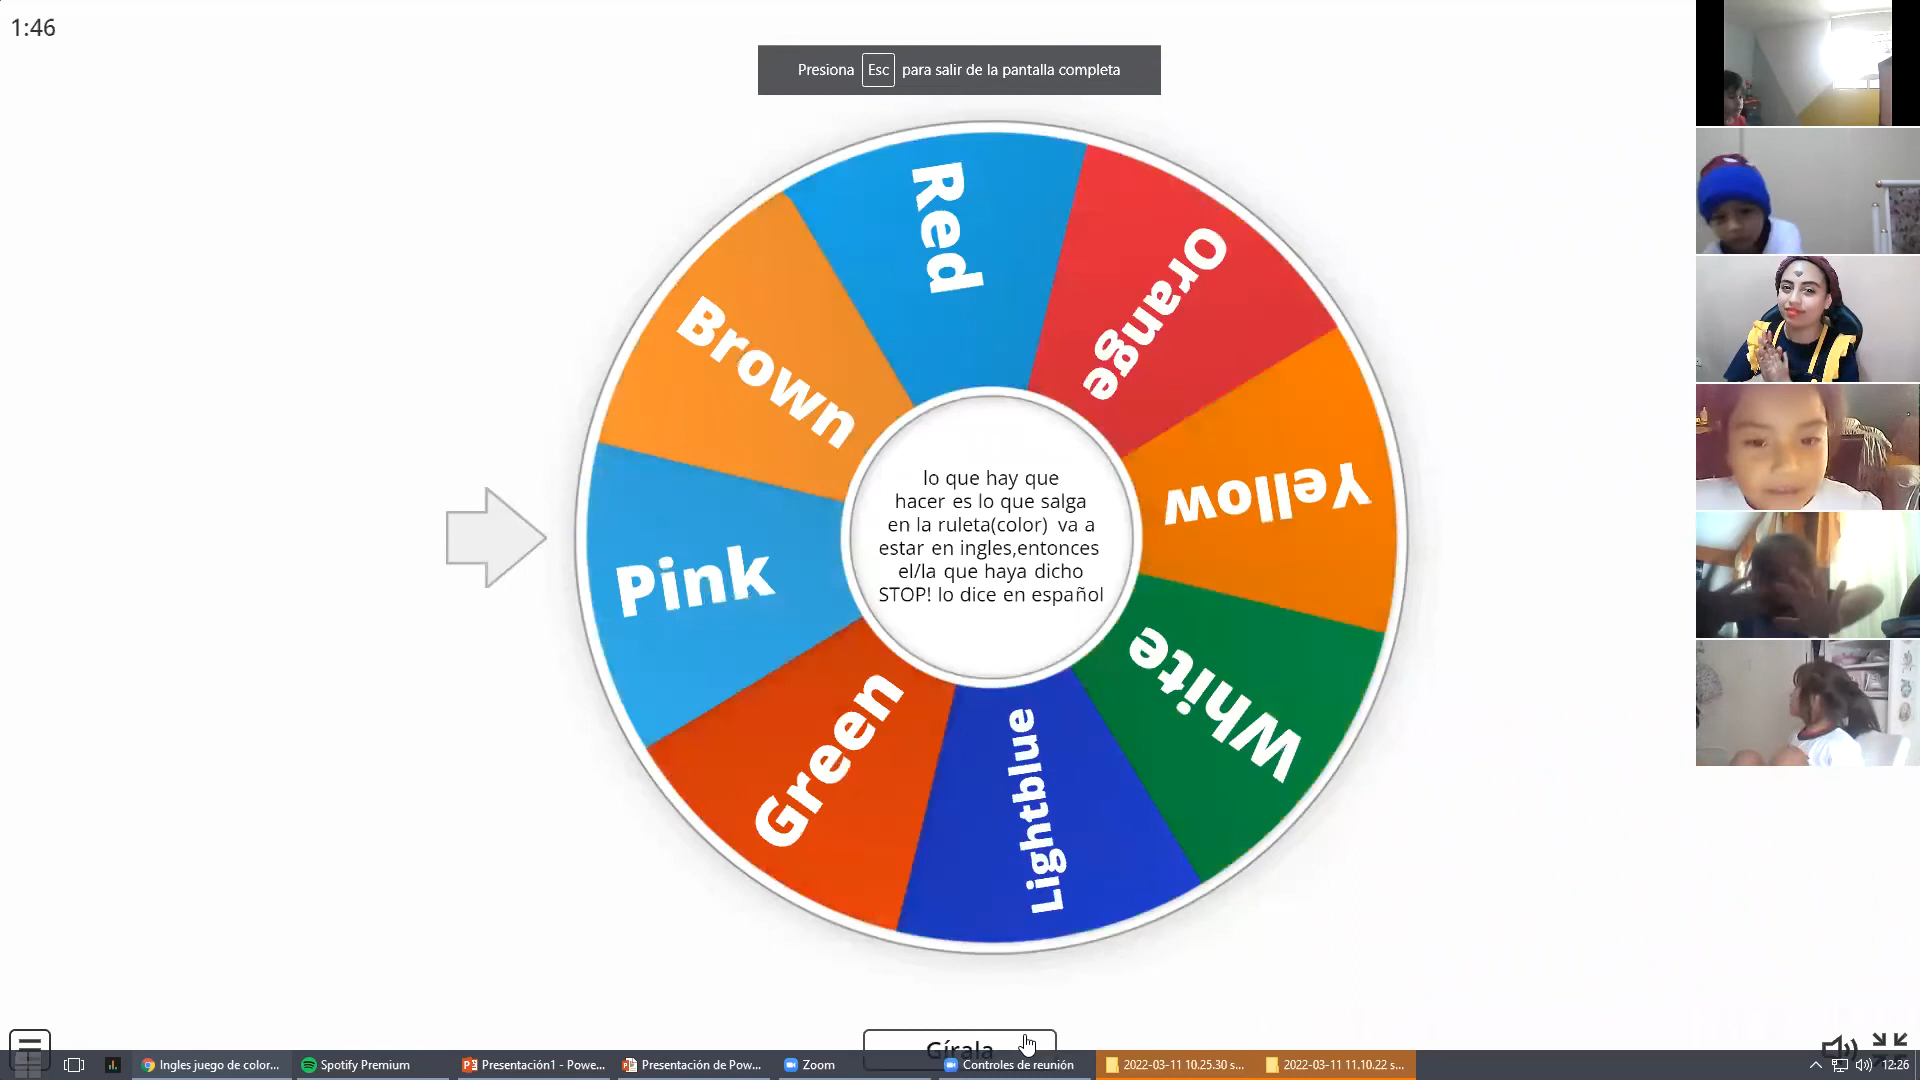 1:46
Presiona Esc para salir de la pantalla completa
Red
Orange
Brown
Yellow
Pink
White
Green
Lightblue
lo que hay que
hacer es lo que salga
en la ruleta(color) va a
estar en ingles,entonces
el/la que haya dicho
STOP! lo dice en español
Gírala
Ingles juego de color...
Spotify Premium
Presentación1 - Powe...
Presentación de Pow...
Zoom
Controles de reunión
2022-03-11 10.25.30 s...
2022-03-11 11.10.22 s...
12:26